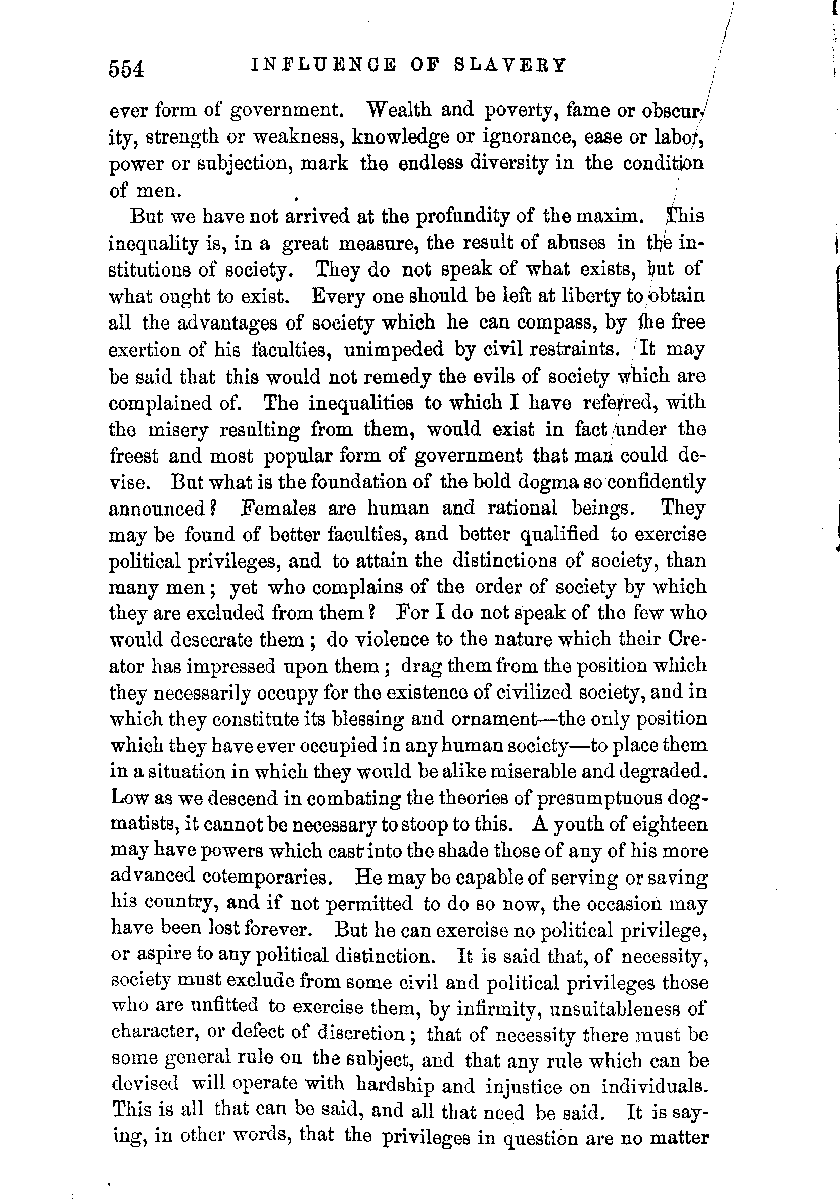 554 INFLUENCE OF SLAVERY
ever form of government. Wealth and poverty, fame or obscur-
ity, strength or weakness, knowledge or ignorance, ease or labor,
power or subjection, mark the endless diversity in the condition
of men.
But we have not arrived at the profundity of the maxim. This
inequality is, in a great measure, the result of abuses in the in-
stitutions of society. They do not speak of what exists, but of
what ought to exist. Every one should be left at liberty to obtain
all the advantages of society which he can compass, by the free
exertion of his faculties, unimpeded by civil restraints. It may
be said that this would not remedy the evils of society which are
complained of. The inequalities to which I have referred, with
the misery resulting from them, would exist in fact under the
freest and most popular form of government that man could de-
vise. But what is the foundation of the bold dogma so confidently
announced? Females are human and rational beings. They
may be found of better faculties, and better qualified to exercise
political privileges, and to attain the distinctions of society, than
many men; yet who complains of the order of society by which
they are excluded from them? For I do not speak of the few who
would desecrate them; do violence to the nature which their Cre-
ator has impressed upon them; drag them from the position which
they necessarily occupy for the existence of civilized society, and in
which they constitute its blessing and ornament—the only position
which they have ever occupied in any human society—to place them
in a situation in which they would be alike miserable and degraded.
Low as we descend in combating the theories of presumptuous dog-
matists, it cannot be necessary to stoop to this. A youth of eighteen
may have powers which cast into the shade those of any of his more
advanced cotemporaries. He may be capable of serving or saving
his country, and if not permitted to do so now, the occasion may
have been lost forever. But he can exercise no political privilege,
or aspire to any political distinction. It is said that, of necessity,
society must exclude from some civil and political privileges those
who are unfitted to exercise them, by infirmity, unsuitableness of
character, or defect of discretion; that of necessity there must be
some general rule on the subject, and that any rule which can be
devised will operate with hardship and injustice on individuals.
This is all that can be said, and all that need be said. It is say-
ing, in other words, that the privileges in question are no matter